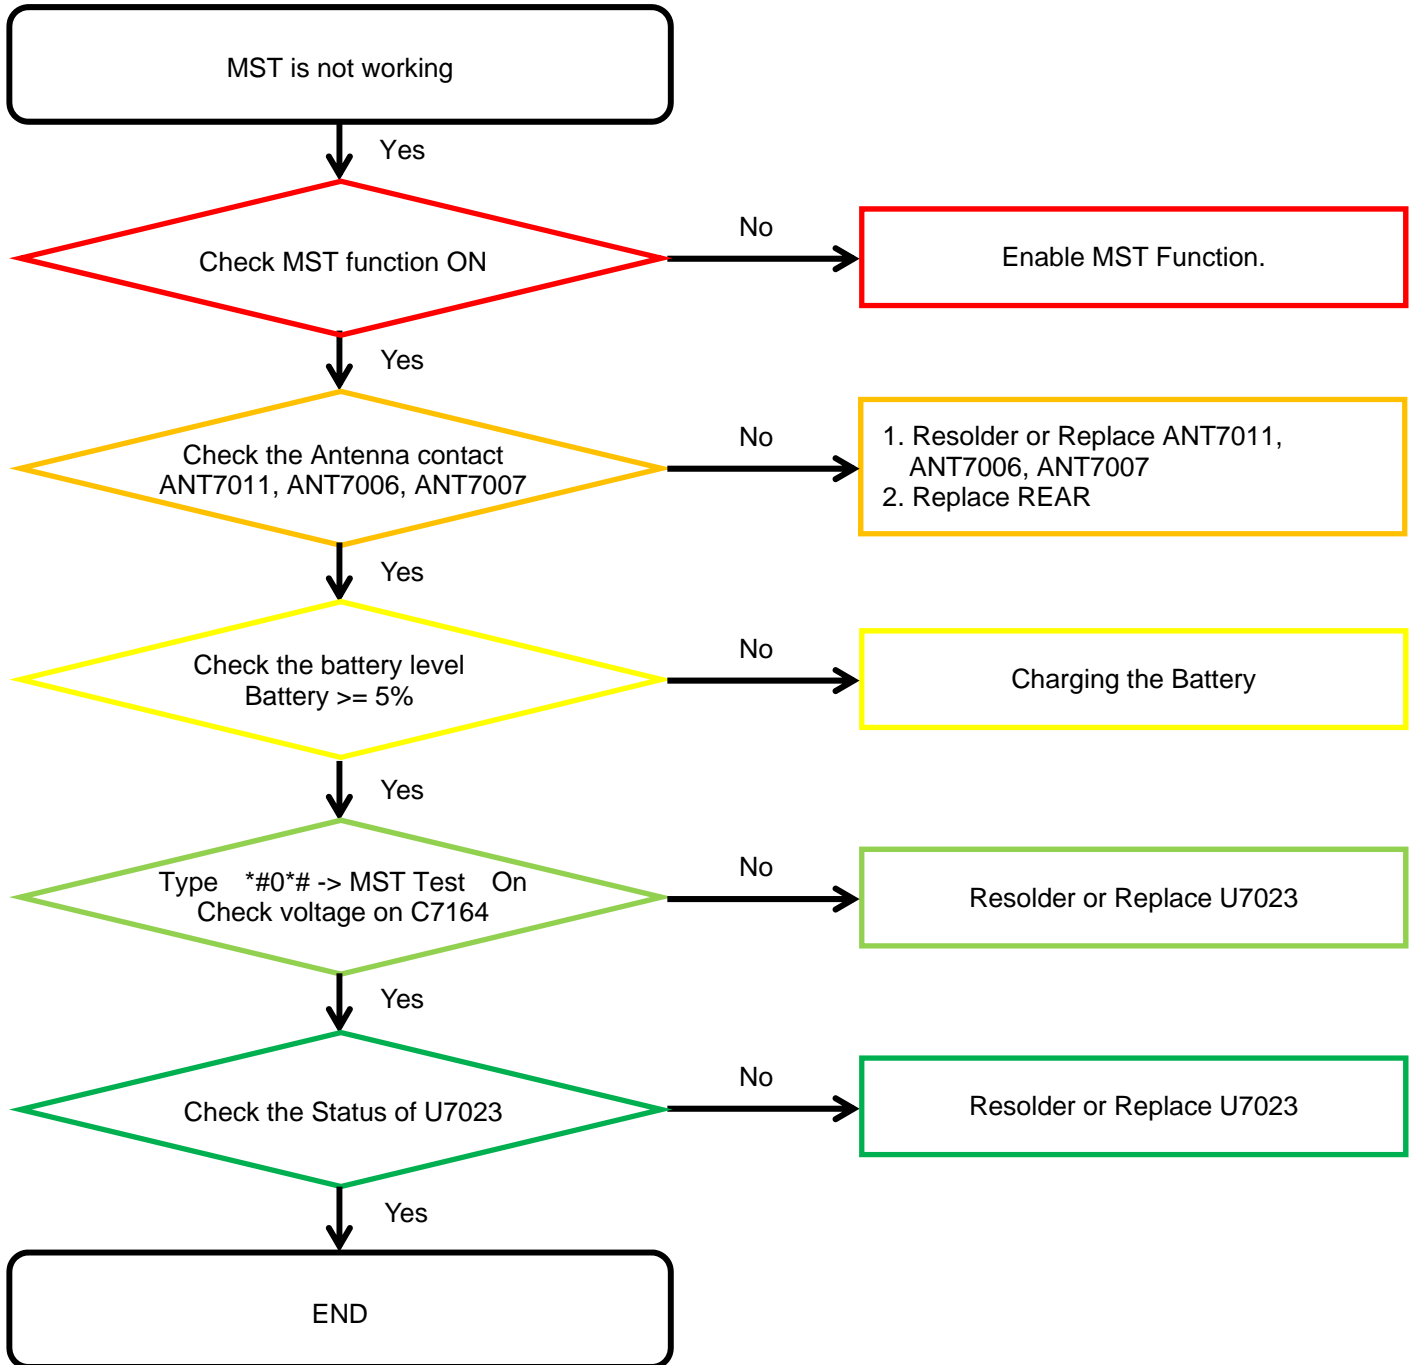 MST is not working
Yes
Check MST function ON
No
Enable MST Function.
Yes
Check the Antenna contact
ANT7011, ANT7006, ANT7007
No
1. Resolder or Replace ANT7011,
ANT7006, ANT7007
2. Replace REAR
Yes
Check the battery level
Battery >= 5%
No
Charging the Battery
Yes
Type *#0*# -> MST Test On
Check voltage on C7164
No
Resolder or Replace U7023
Yes
Check the Status of U7023
No
Resolder or Replace U7023
Yes
END